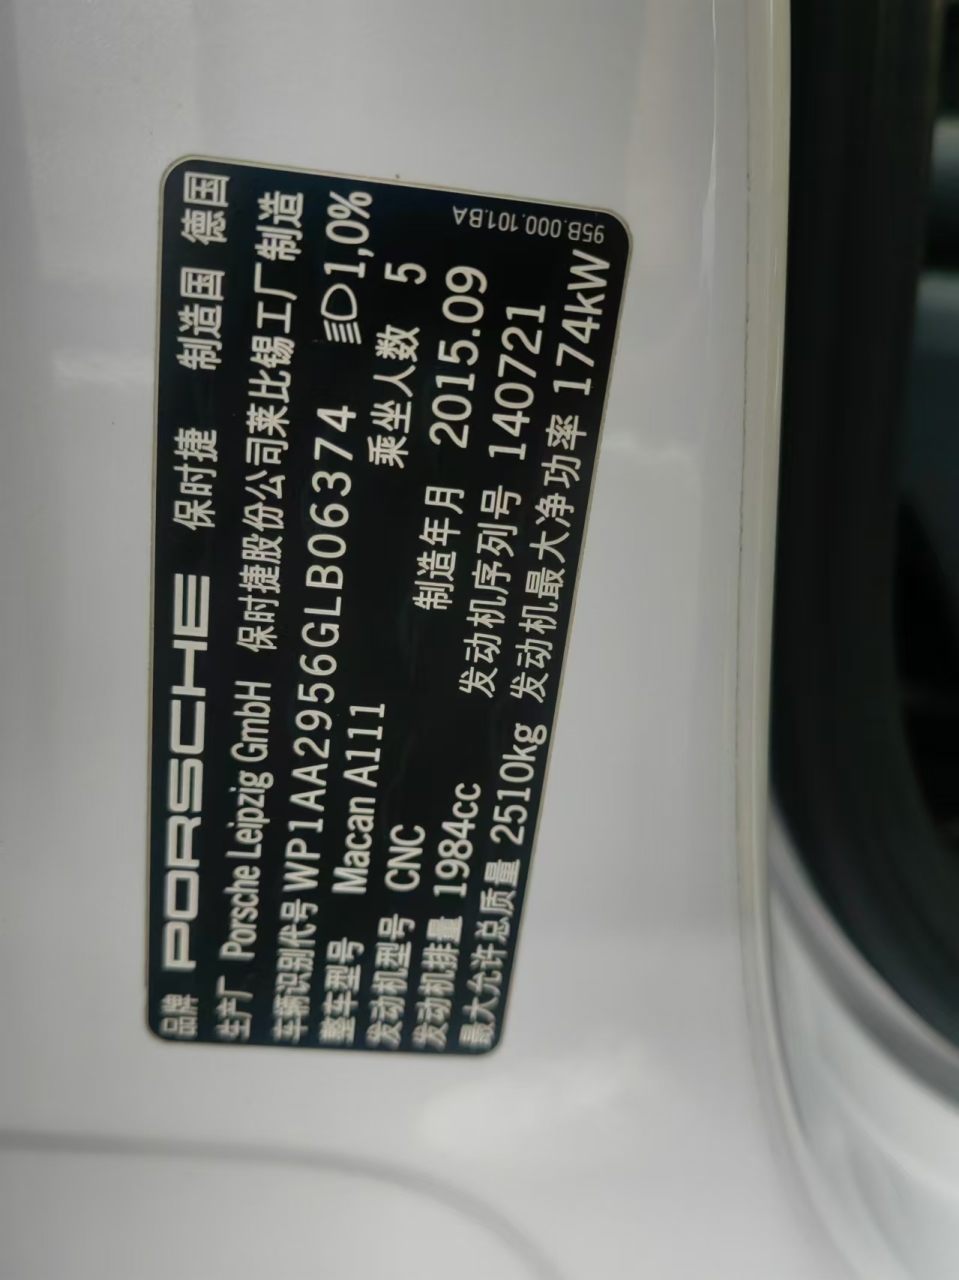 品牌 PORSCHE 保时捷 制造国 德国
生产厂 Porsche Leipzig GmbH 保时捷股份公司莱比锡工厂制造
车辆识别代号 WP1AA2956GLB06374 1,0%
整车型号 Macan A111 乘坐人数 5
发动机型号 CNC 制造年月 2015.09
发动机排量 1984cc 发动机序列号 140721
最大允许总质量 2510kg 发动机最大净功率 174kW
95B.000.101.BA